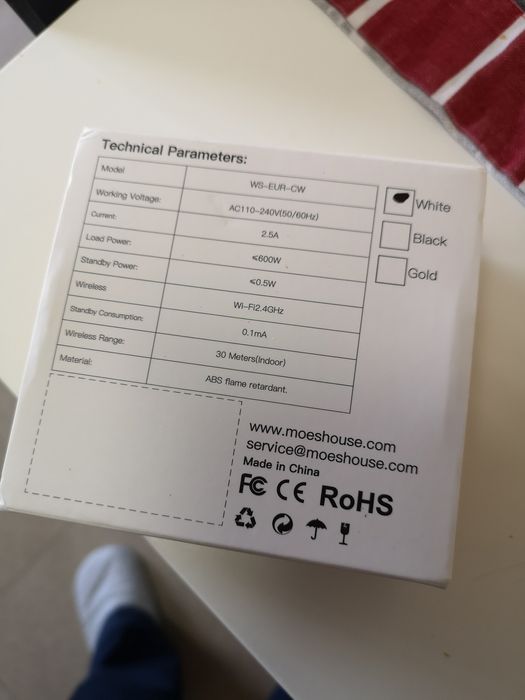 Technical Parameters:
Model WS-EUR-CW
Working Voltage: AC110-240V(50/60Hz)
Current: 2.5A
Load Power: ≤600W
Standby Power: ≤0.5W
Wireless Wi-Fi2.4GHz
Standby Consumption: 0.1mA
Wireless Range: 30 Meters(Indoor)
Material: ABS flame retardant.
White
Black
Gold
www.moeshouse.com
service@moeshouse.com
Made in China
FC CE RoHS